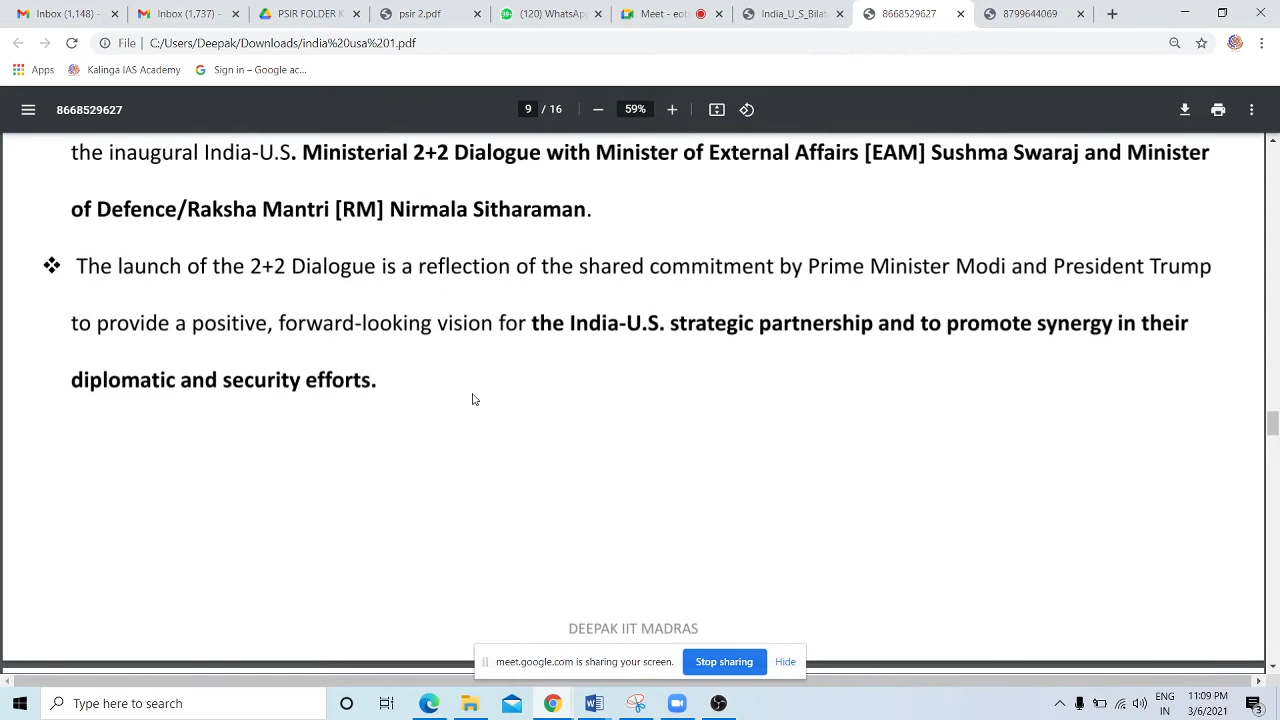 Inbox (1,148)
Inbox (1,737) -
PSIR FOLDER K
psir 2.pdf
(120) WhatsAp
Meet - eob
India_U_S_Bilat
8668529627
8799644069
File | C:/Users/Deepak/Downloads/india%20usa%201.pdf
Apps Kalinga IAS Academy Sign in – Google ac...
8668529627 9 / 16 59%
the inaugural India-U.S. Ministerial 2+2 Dialogue with Minister of External Affairs [EAM] Sushma Swaraj and Minister
of Defence/Raksha Mantri [RM] Nirmala Sitharaman.
❖ The launch of the 2+2 Dialogue is a reflection of the shared commitment by Prime Minister Modi and President Trump
to provide a positive, forward-looking vision for the India-U.S. strategic partnership and to promote synergy in their
diplomatic and security efforts.
DEEPAK IIT MADRAS
meet.google.com is sharing your screen. Stop sharing Hide
Type here to search
ENG
IN
11:09 PM
3/6/2021
3